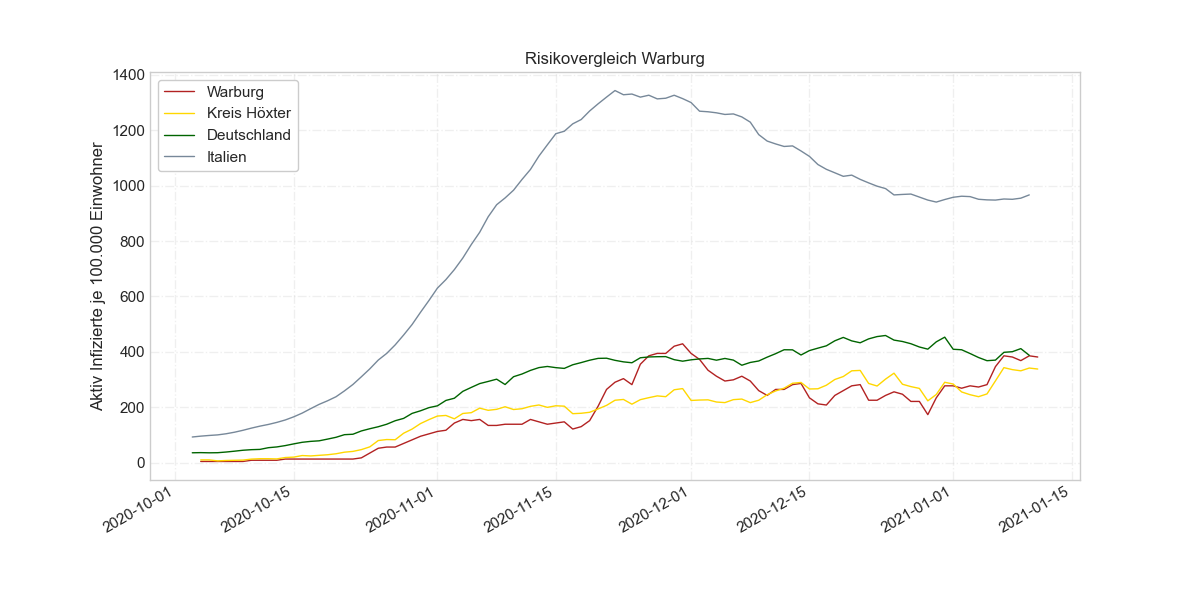 Risikovergleich Warburg
Aktiv Infizierte je 100.000 Einwohner
1400
1200
1000
800
600
400
200
0
Warburg
Kreis Höxter
Deutschland
Italien
2020-10-01
2020-10-15
2020-11-01
2020-11-15
2020-12-01
2020-12-15
2021-01-01
2021-01-15